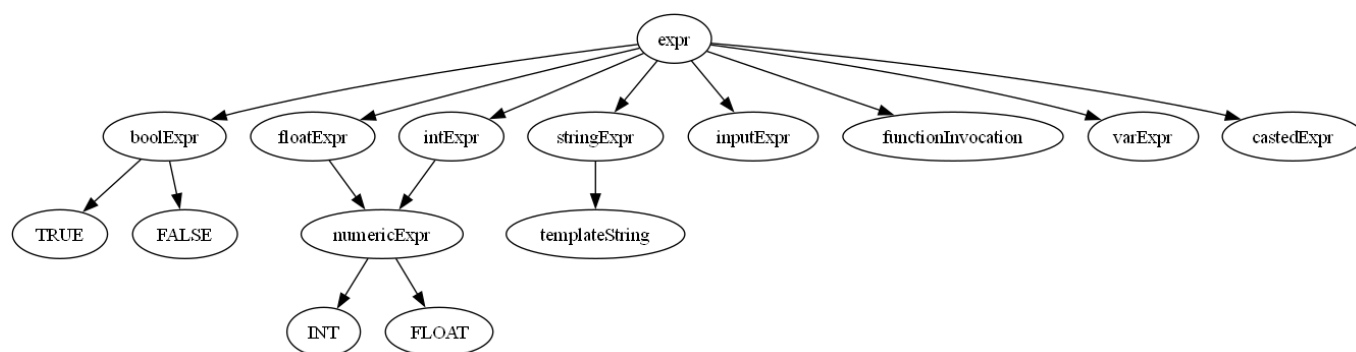 expr
boolExpr floatExpr intExpr stringExpr inputExpr functionInvocation varExpr castedExpr
TRUE FALSE numericExpr templateString
INT FLOAT